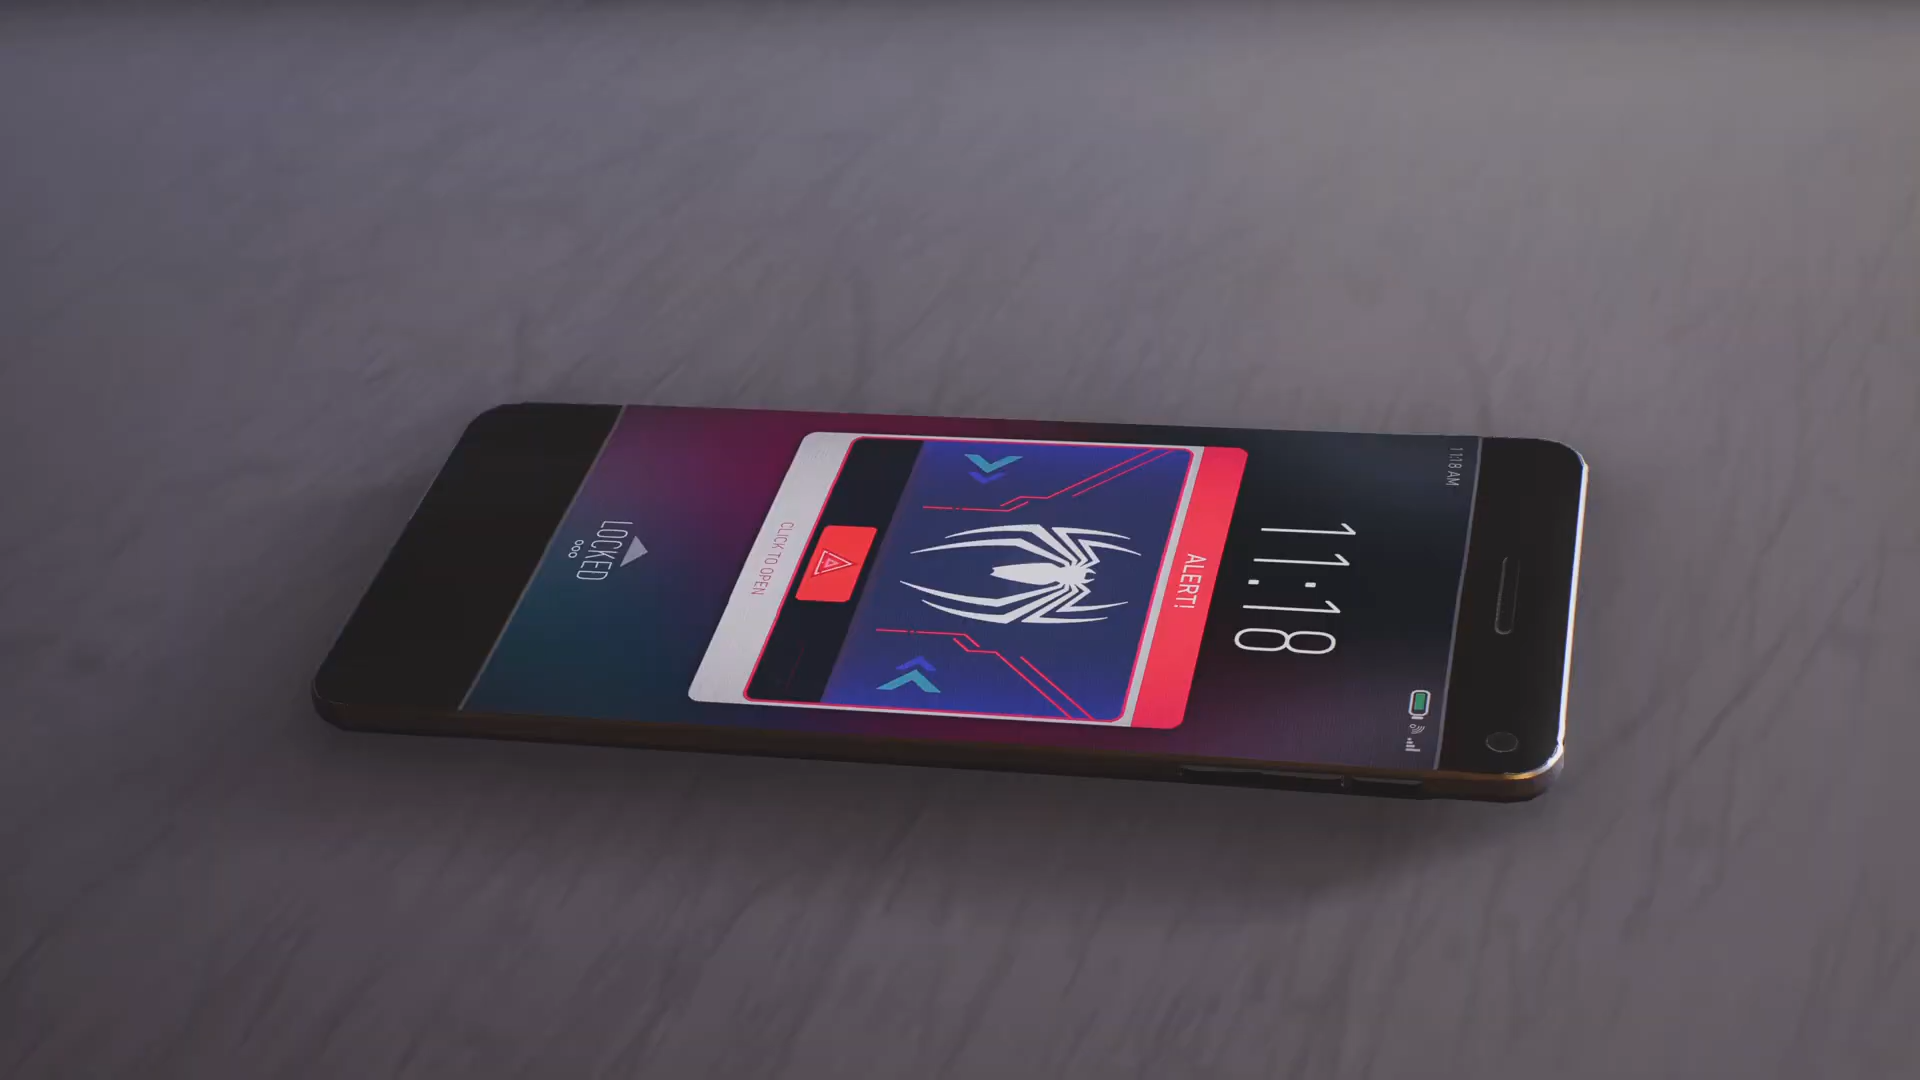 11:18 AM
11:18
ALERT!
CLICK TO OPEN
LOCKED